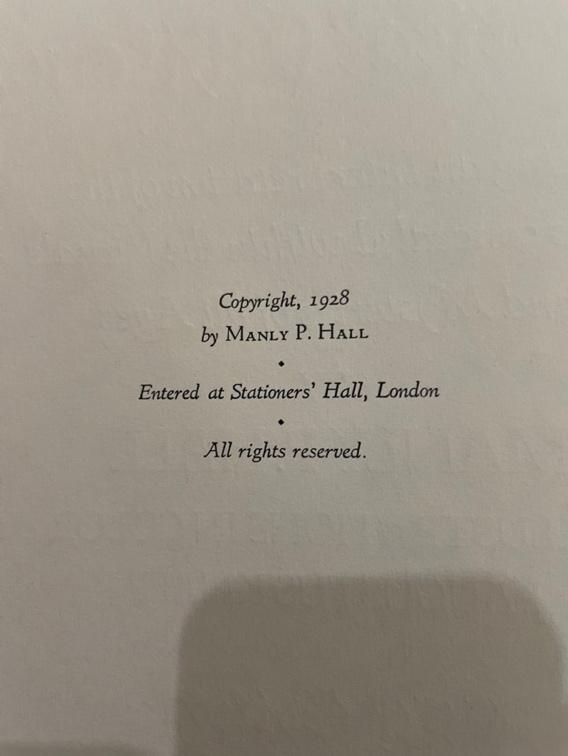 Copyright, 1928
by MANLY P. HALL
Entered at Stationers' Hall, London
All rights reserved.